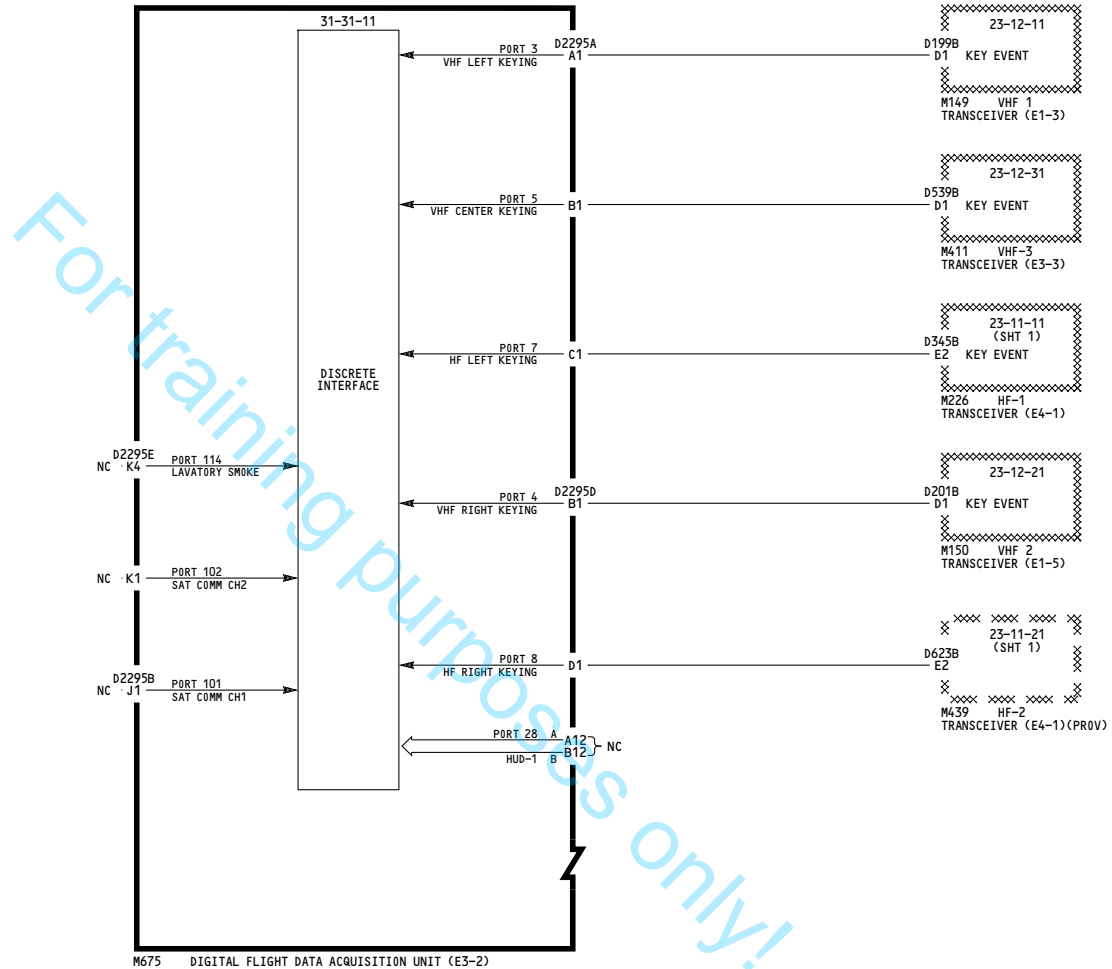 31-31-11
DISCRETE
INTERFACE
PORT 3
VHF LEFT KEYING
D2295A
A1
D199B
D1 KEY EVENT
23-12-11
M149 VHF 1
TRANSCEIVER (E1-3)
PORT 5
VHF CENTER KEYING
B1
D539B
D1 KEY EVENT
23-12-31
M411 VHF-3
TRANSCEIVER (E3-3)
PORT 7
HF LEFT KEYING
C1
D345B
E2 KEY EVENT
23-11-11
(SHT 1)
M226 HF-1
TRANSCEIVER (E4-1)
D2295E
NC K4
PORT 114
LAVATORY SMOKE
PORT 4
VHF RIGHT KEYING
D2295D
B1
D201B
D1 KEY EVENT
23-12-21
M150 VHF 2
TRANSCEIVER (E1-5)
NC K1
PORT 102
SAT COMM CH2
PORT 8
HF RIGHT KEYING
D1
D623B
E2
23-11-21
(SHT 1)
M439 HF-2
TRANSCEIVER (E4-1)(PROV)
D2295B
NC J1
PORT 101
SAT COMM CH1
PORT 28 A
HUD-1 B
A12
B12
NC
M675 DIGITAL FLIGHT DATA ACQUISITION UNIT (E3-2)
For training purposes only!